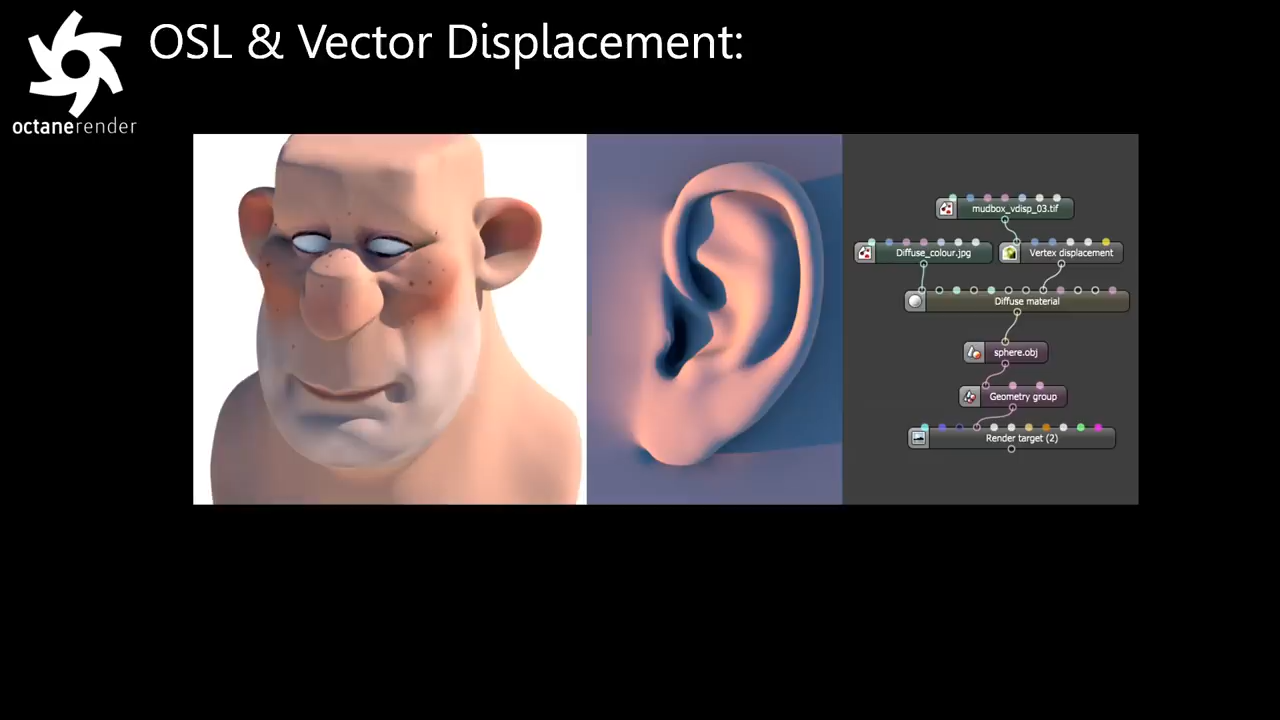 OSL & Vector Displacement:
octanerender
mudbox_vdisp_03.tif
Diffuse_colour.jpg
Vertex displacement
Diffuse material
sphere.obj
Geometry group
Render target (2)